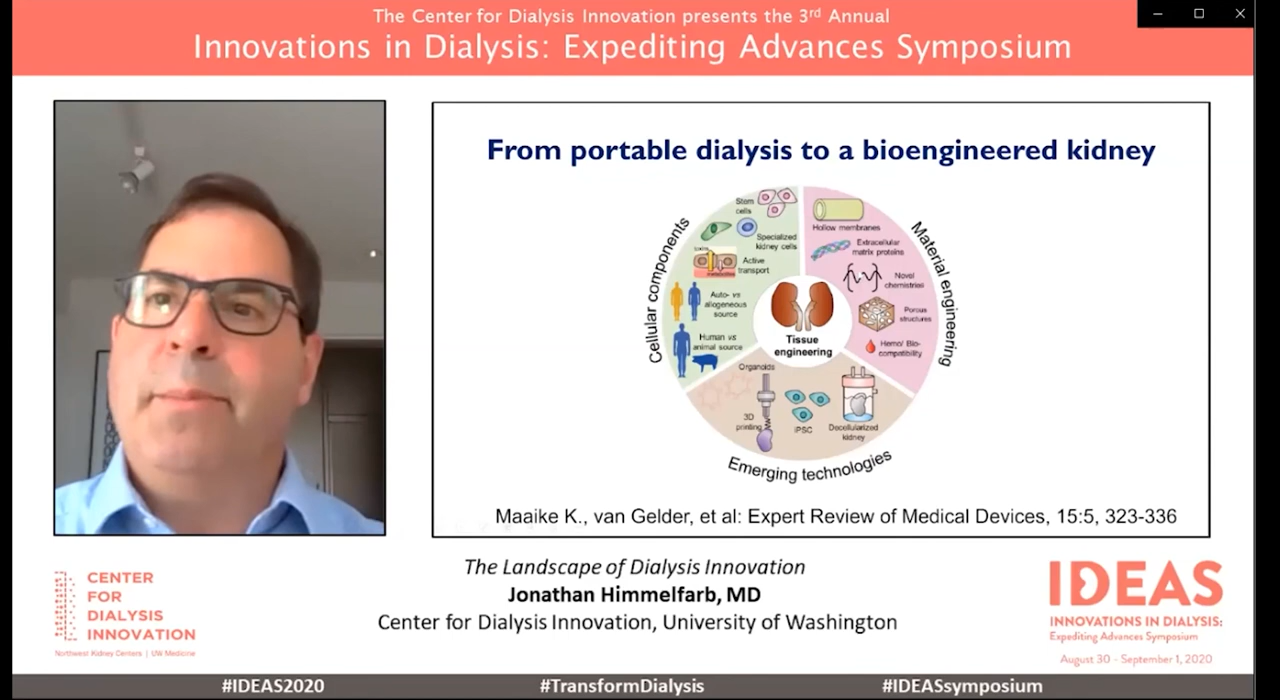 The Center for Dialysis Innovation presents the 3rd Annual
Innovations in Dialysis: Expediting Advances Symposium
From portable dialysis to a bioengineered kidney
Cellular components
Stem
cells
Specialized
kidney cells
toxins
metabolites
Active
transport
Auto- vs
allogeneous
source
Human vs
animal source
Material engineering
Hollow membranes
Extracellular
matrix proteins
Novel
chemistries
Porous
structures
Hemo/ Bio-
compatibility
Tissue
engineering
Organoids
3D
printing
iPSC
Decellularized
kidney
Emerging technologies
Maaike K., van Gelder, et al: Expert Review of Medical Devices, 15:5, 323-336
The Landscape of Dialysis Innovation
Jonathan Himmelfarb, MD
Center for Dialysis Innovation, University of Washington
CENTER
FOR
DIALYSIS
INNOVATION
Northwest Kidney Centers | UW Medicine
IDEAS
INNOVATIONS IN DIALYSIS:
Expediting Advances Symposium
August 30 - September 1, 2020
#IDEAS2020
#TransformDialysis
#IDEASsymposium